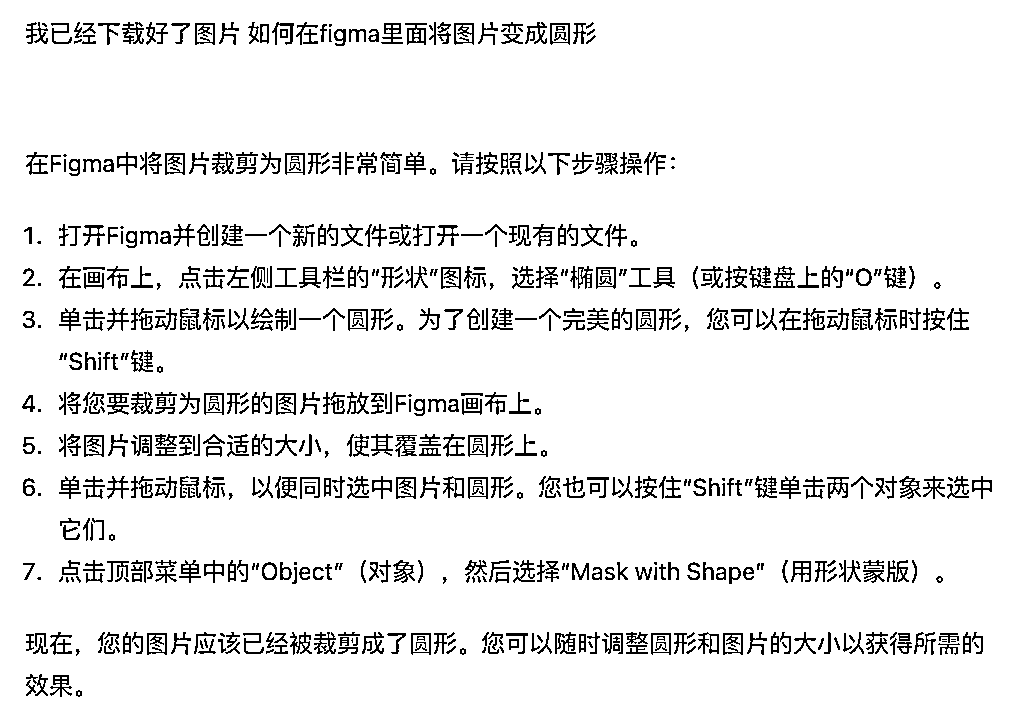 我已经下载好了图片 如何在figma里面将图片变成圆形
在Figma中将图片裁剪为圆形非常简单。请按照以下步骤操作：
1. 打开Figma并创建一个新的文件或打开一个现有的文件。
2. 在画布上，点击左侧工具栏的"形状"图标，选择"椭圆"工具（或按键盘上的"O"键）。
3. 单击并拖动鼠标以绘制一个圆形。为了创建一个完美的圆形，您可以在拖动鼠标时按住
"Shift"键。
4. 将您要裁剪为圆形的图片拖放到Figma画布上。
5. 将图片调整到合适的大小，使其覆盖在圆形上。
6. 单击并拖动鼠标，以便同时选中图片和圆形。您也可以按住"Shift"键单击两个对象来选中
它们。
7. 点击顶部菜单中的"Object"（对象），然后选择"Mask with Shape"（用形状蒙版）。
现在，您的图片应该已经被裁剪成了圆形。您可以随时调整圆形和图片的大小以获得所需的
效果。